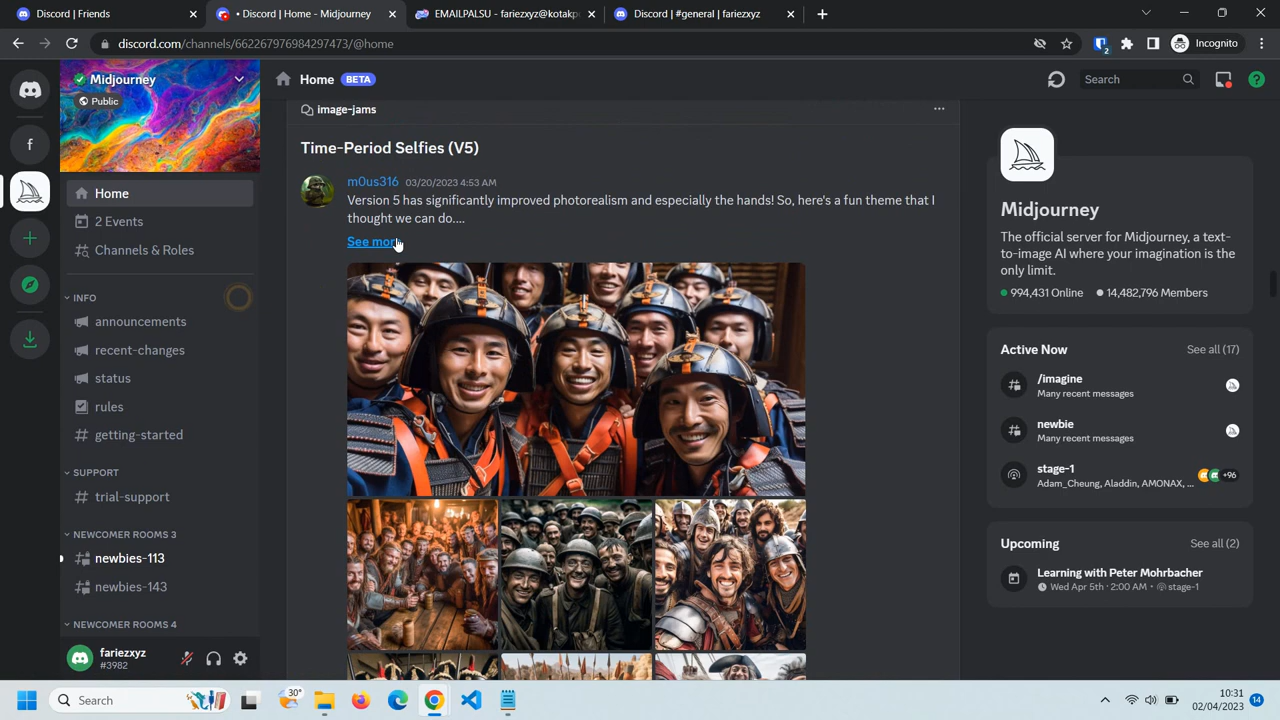 Discord | Friends
• Discord | Home - Midjourney
EMAILPALSU - fariezxyz@kotakp
Discord | #general | fariezxyz
discord.com/channels/662267976984297473/@home
2
Incognito
Midjourney
Public
Home BETA
Search
f
Home
2 Events
Channels & Roles
INFO
announcements
recent-changes
status
rules
getting-started
SUPPORT
trial-support
NEWCOMER ROOMS 3
newbies-113
newbies-143
NEWCOMER ROOMS 4
fariezxyz
#3982
image-jams
Time-Period Selfies (V5)
m0us316 03/20/2023 4:53 AM
Version 5 has significantly improved photorealism and especially the hands! So, here's a fun theme that I
thought we can do....
See more
Midjourney
The official server for Midjourney, a text-
to-image AI where your imagination is the
only limit.
994,431 Online 14,482,796 Members
Active Now See all (17)
/imagine
Many recent messages
newbie
Many recent messages
stage-1
Adam_Cheung, Aladdin, AMONAX, ... +96
Upcoming See all (2)
Learning with Peter Mohrbacher
Wed Apr 5th · 2:00 AM · stage-1
Search
30°
10:31
02/04/2023
14